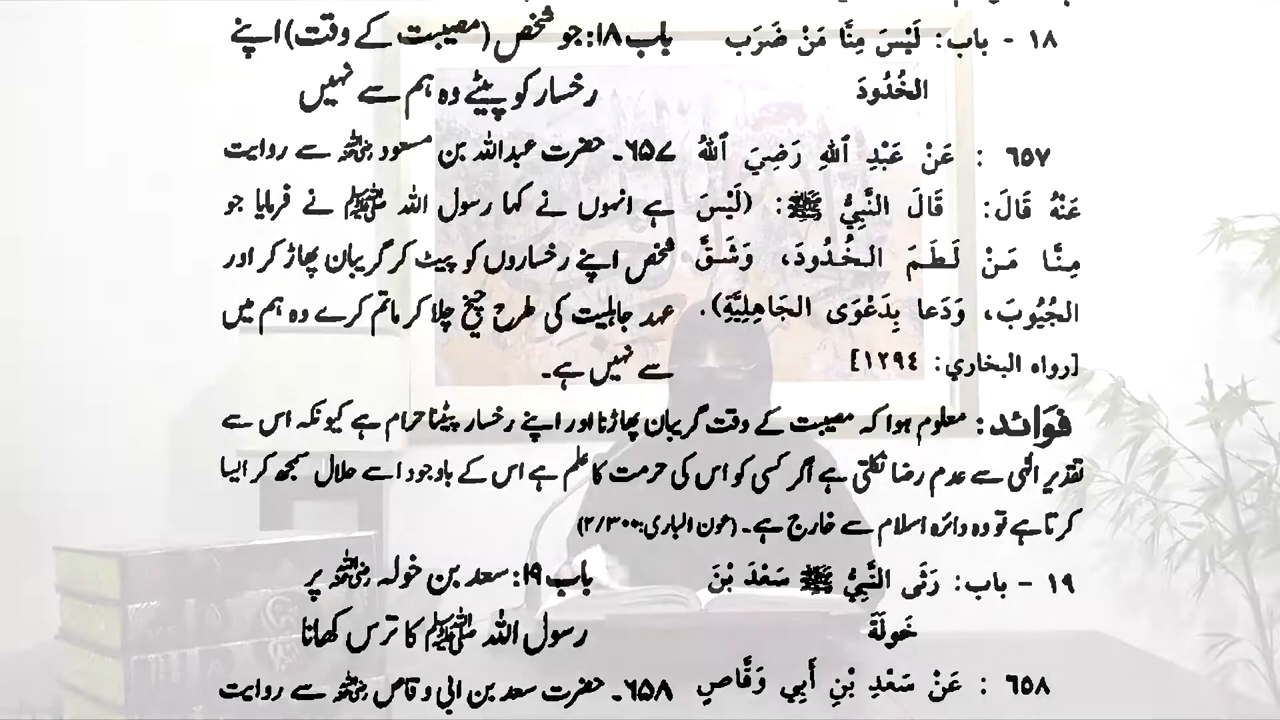 ١٨ - باب: لَيْسَ مِنَّا مَنْ ضَرَبَ
الخُدُودَ
باب ۱۸: جو شخص (مصیبت کے وقت) اپنے
رخسار کو پیٹے وہ ہم سے نہیں
٦٥٧ : عَنْ عَبْدِ ٱللهِ رَضِيَ ٱللهُ
عَنْهُ قَالَ: قَالَ النَّبِيُّ ﷺ: (لَيْسَ
مِنَّا مَنْ لَطَمَ الخُدُودَ، وَشَقَّ
الجُيُوبَ، وَدَعا بِدَعْوَى الجَاهِلِيَّةِ).
[رواه البخاري: ١٢٩٤]
۶۵۷۔ حضرت عبداللہ بن مسعود رضی اللہ عنہ سے روایت
ہے انہوں نے کہا رسول اللہ ﷺ نے فرمایا جو
شخص اپنے رخساروں کو پیٹ کر گریبان پھاڑ کر اور
عہد جاہلیت کی طرح چیخ چلا کر ماتم کرے وہ ہم میں
سے نہیں ہے۔
فوائد: معلوم ہوا کہ مصیبت کے وقت گریبان پھاڑنا اور اپنے رخسار پیٹنا حرام ہے کیونکہ اس سے
تقدیر الٰہی سے عدم رضا نکلتی ہے اگر کسی کو اس کی حرمت کا علم ہے اس کے باوجود اسے حلال سمجھ کر ایسا
کرتا ہے تو وہ دائرہ اسلام سے خارج ہے۔ (عون الباری: ۲/۳۰۰)
١٩ - باب: رَثَى النَّبِيُّ ﷺ سَعْدَ بْنَ
خَولَةَ
باب ۱۹: سعد بن خولہ رضی اللہ عنہ پر
رسول اللہ ﷺ کا ترس کھانا
٦٥٨ : عَنْ سَعْدِ بْنِ أَبِي وَقَّاصٍ
۶۵۸۔ حضرت سعد بن ابی وقاص رضی اللہ عنہ سے روایت